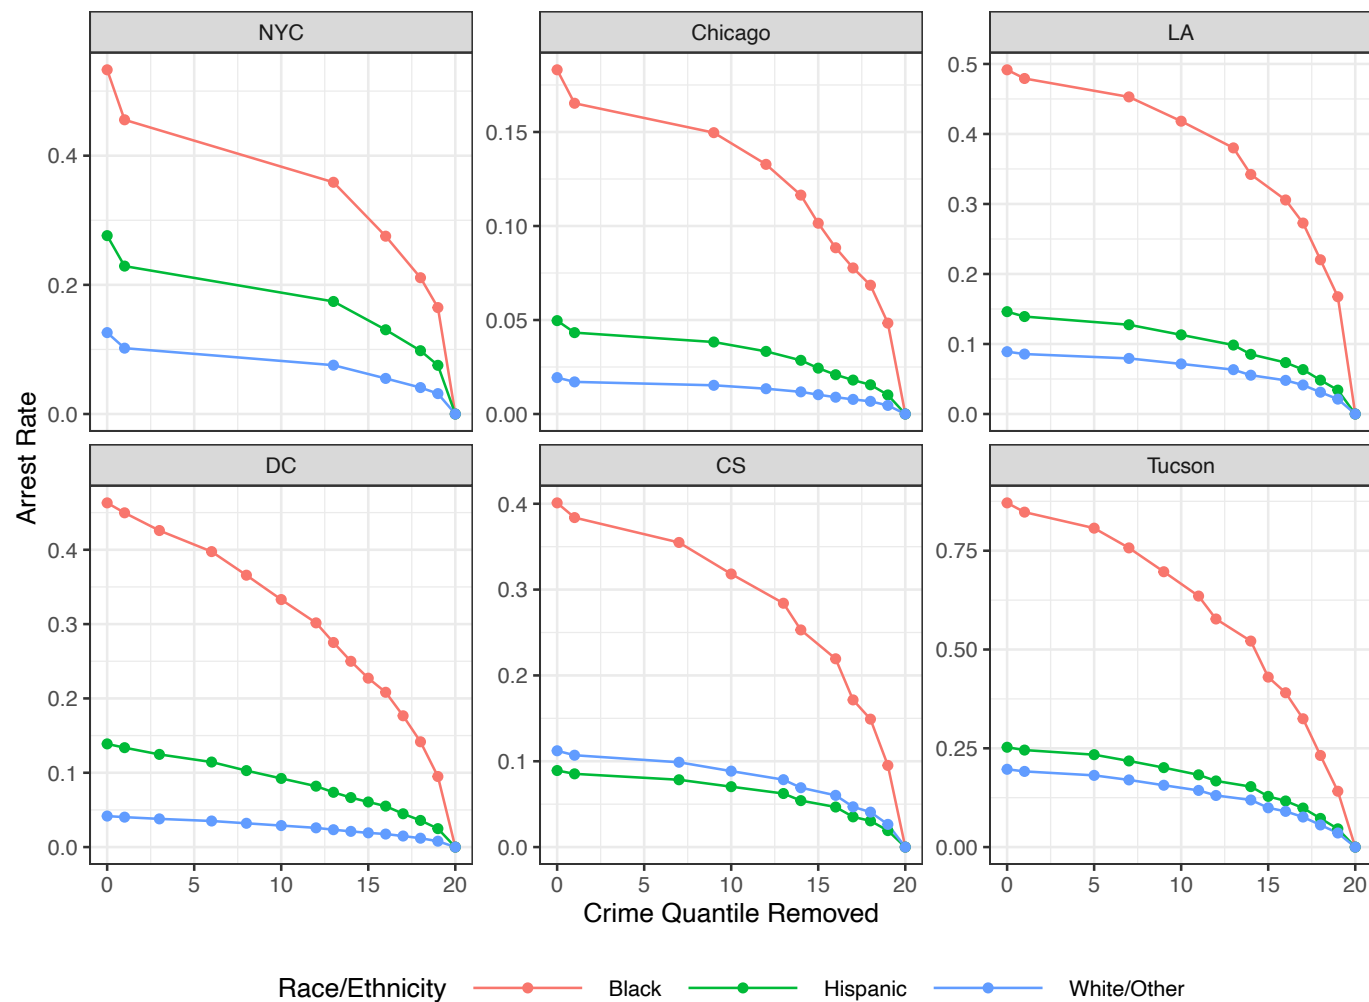 NYC
Chicago
LA
0.4
0.2
0.0
0.15
0.10
0.05
0.00
0.5
0.4
0.3
0.2
0.1
0.0
Arrest Rate
DC
CS
Tucson
0.4
0.3
0.2
0.1
0.0
0.4
0.3
0.2
0.1
0.0
0.75
0.50
0.25
0.00
0 5 10 15 20
0 5 10 15 20
0 5 10 15 20
Crime Quantile Removed
Race/Ethnicity Black Hispanic White/Other